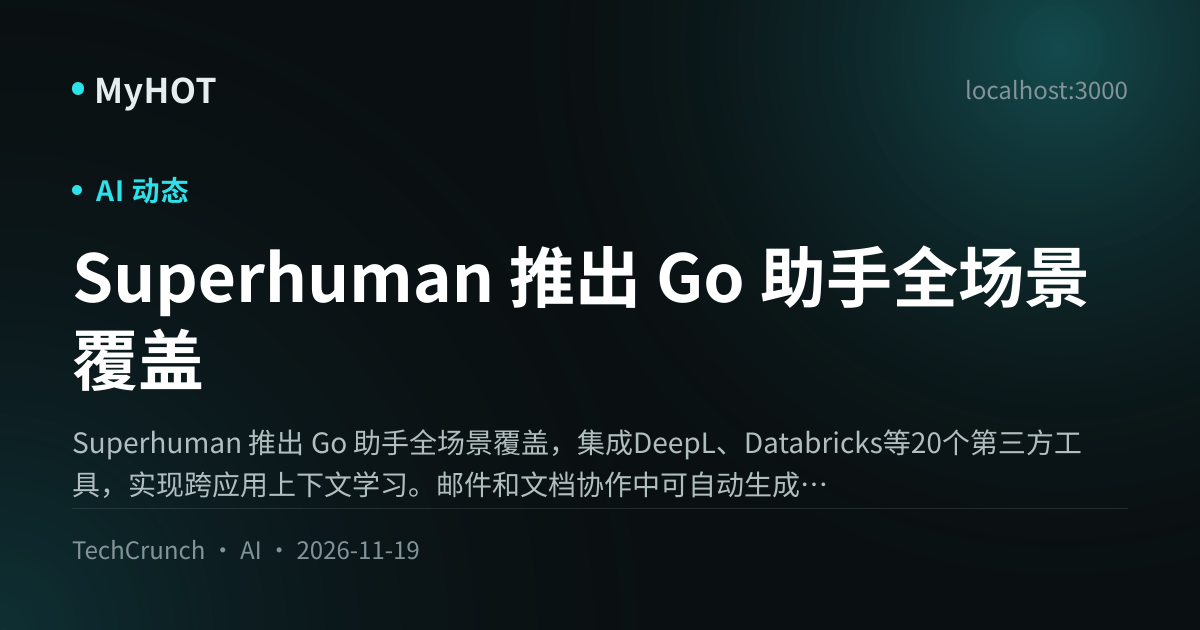 MyHOT
localhost:3000
AI 动态
Superhuman 推出 Go 助手全场景
覆盖
Superhuman 推出 Go 助手全场景覆盖，集成DeepL、Databricks等20个第三方工
具，实现跨应用上下文学习。邮件和文档协作中可自动生成…
TechCrunch • AI • 2026-11-19